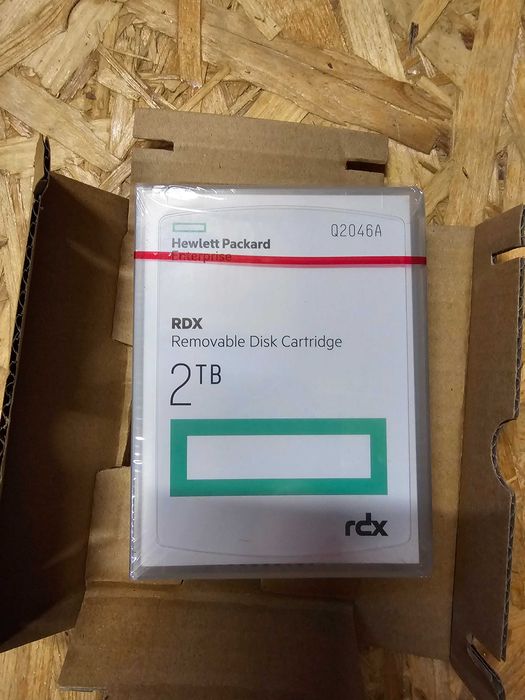 Hewlett Packard
Enterprise
Q2046A
RDX
Removable Disk Cartridge
2TB
rdx